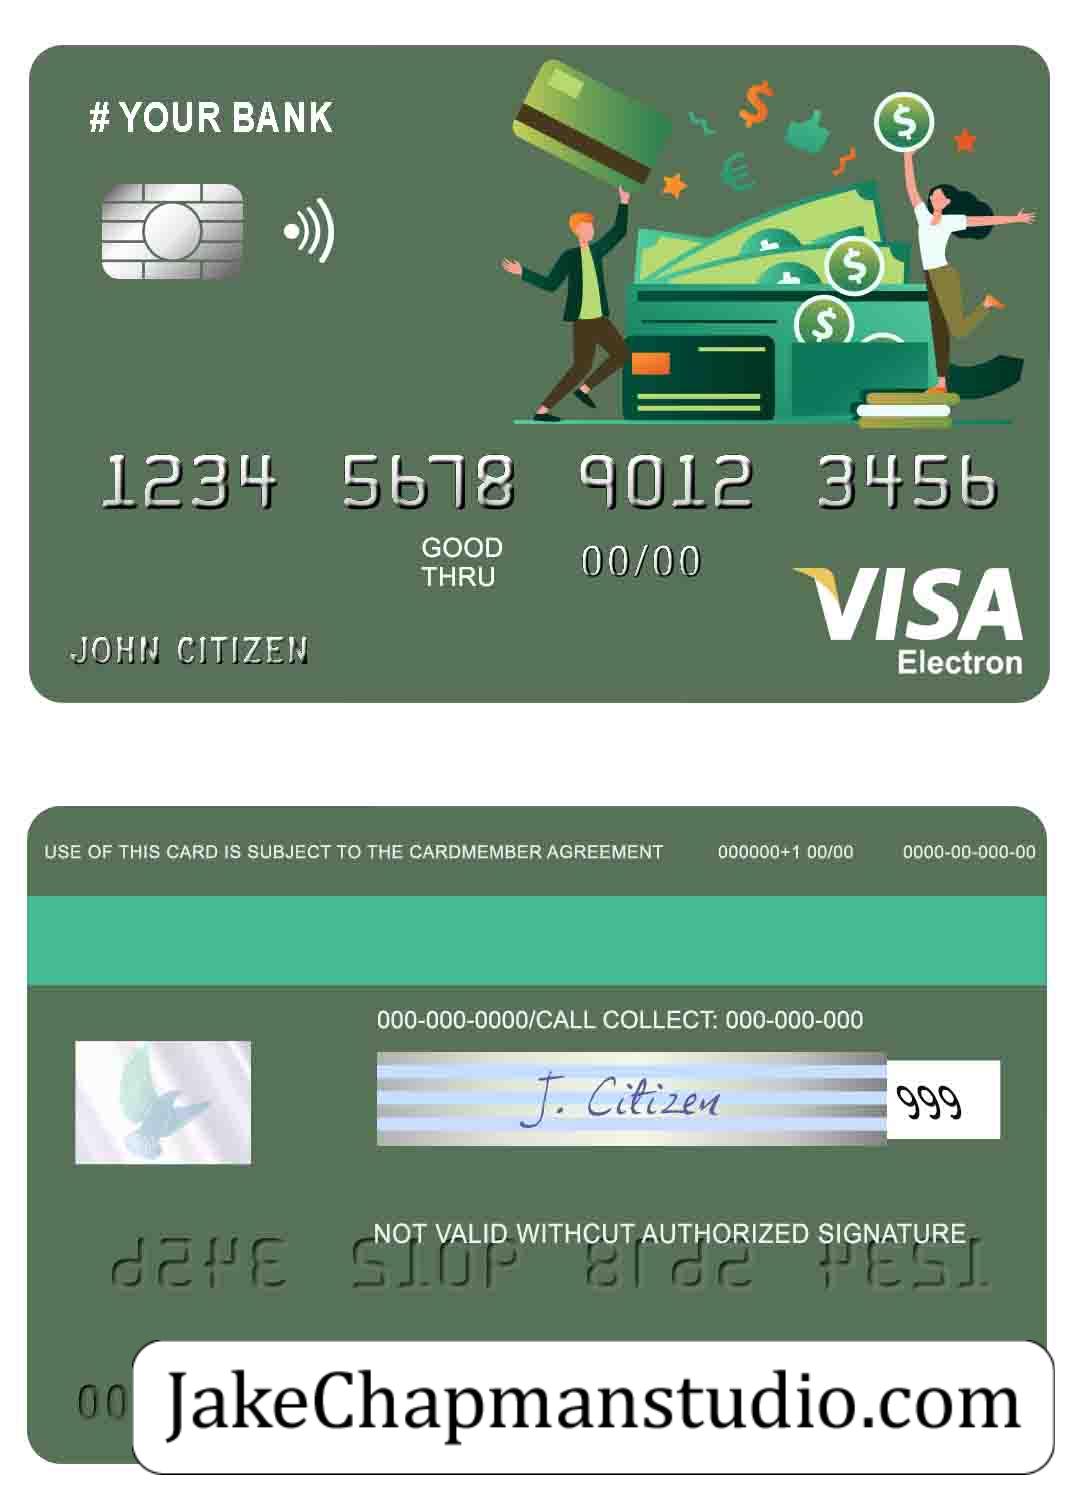 # YOUR BANK
1234 5678 9012 3456
GOOD
THRU
00/00
VISA
Electron
JOHN CITIZEN
USE OF THIS CARD IS SUBJECT TO THE CARDMEMBER AGREEMENT 000000+1 00/00 0000-00-000-00
000-000-0000/CALL COLLECT: 000-000-000
J. Citizen 999
NOT VALID WITHCUT AUTHORIZED SIGNATURE
00
JakeChapmanstudio.com